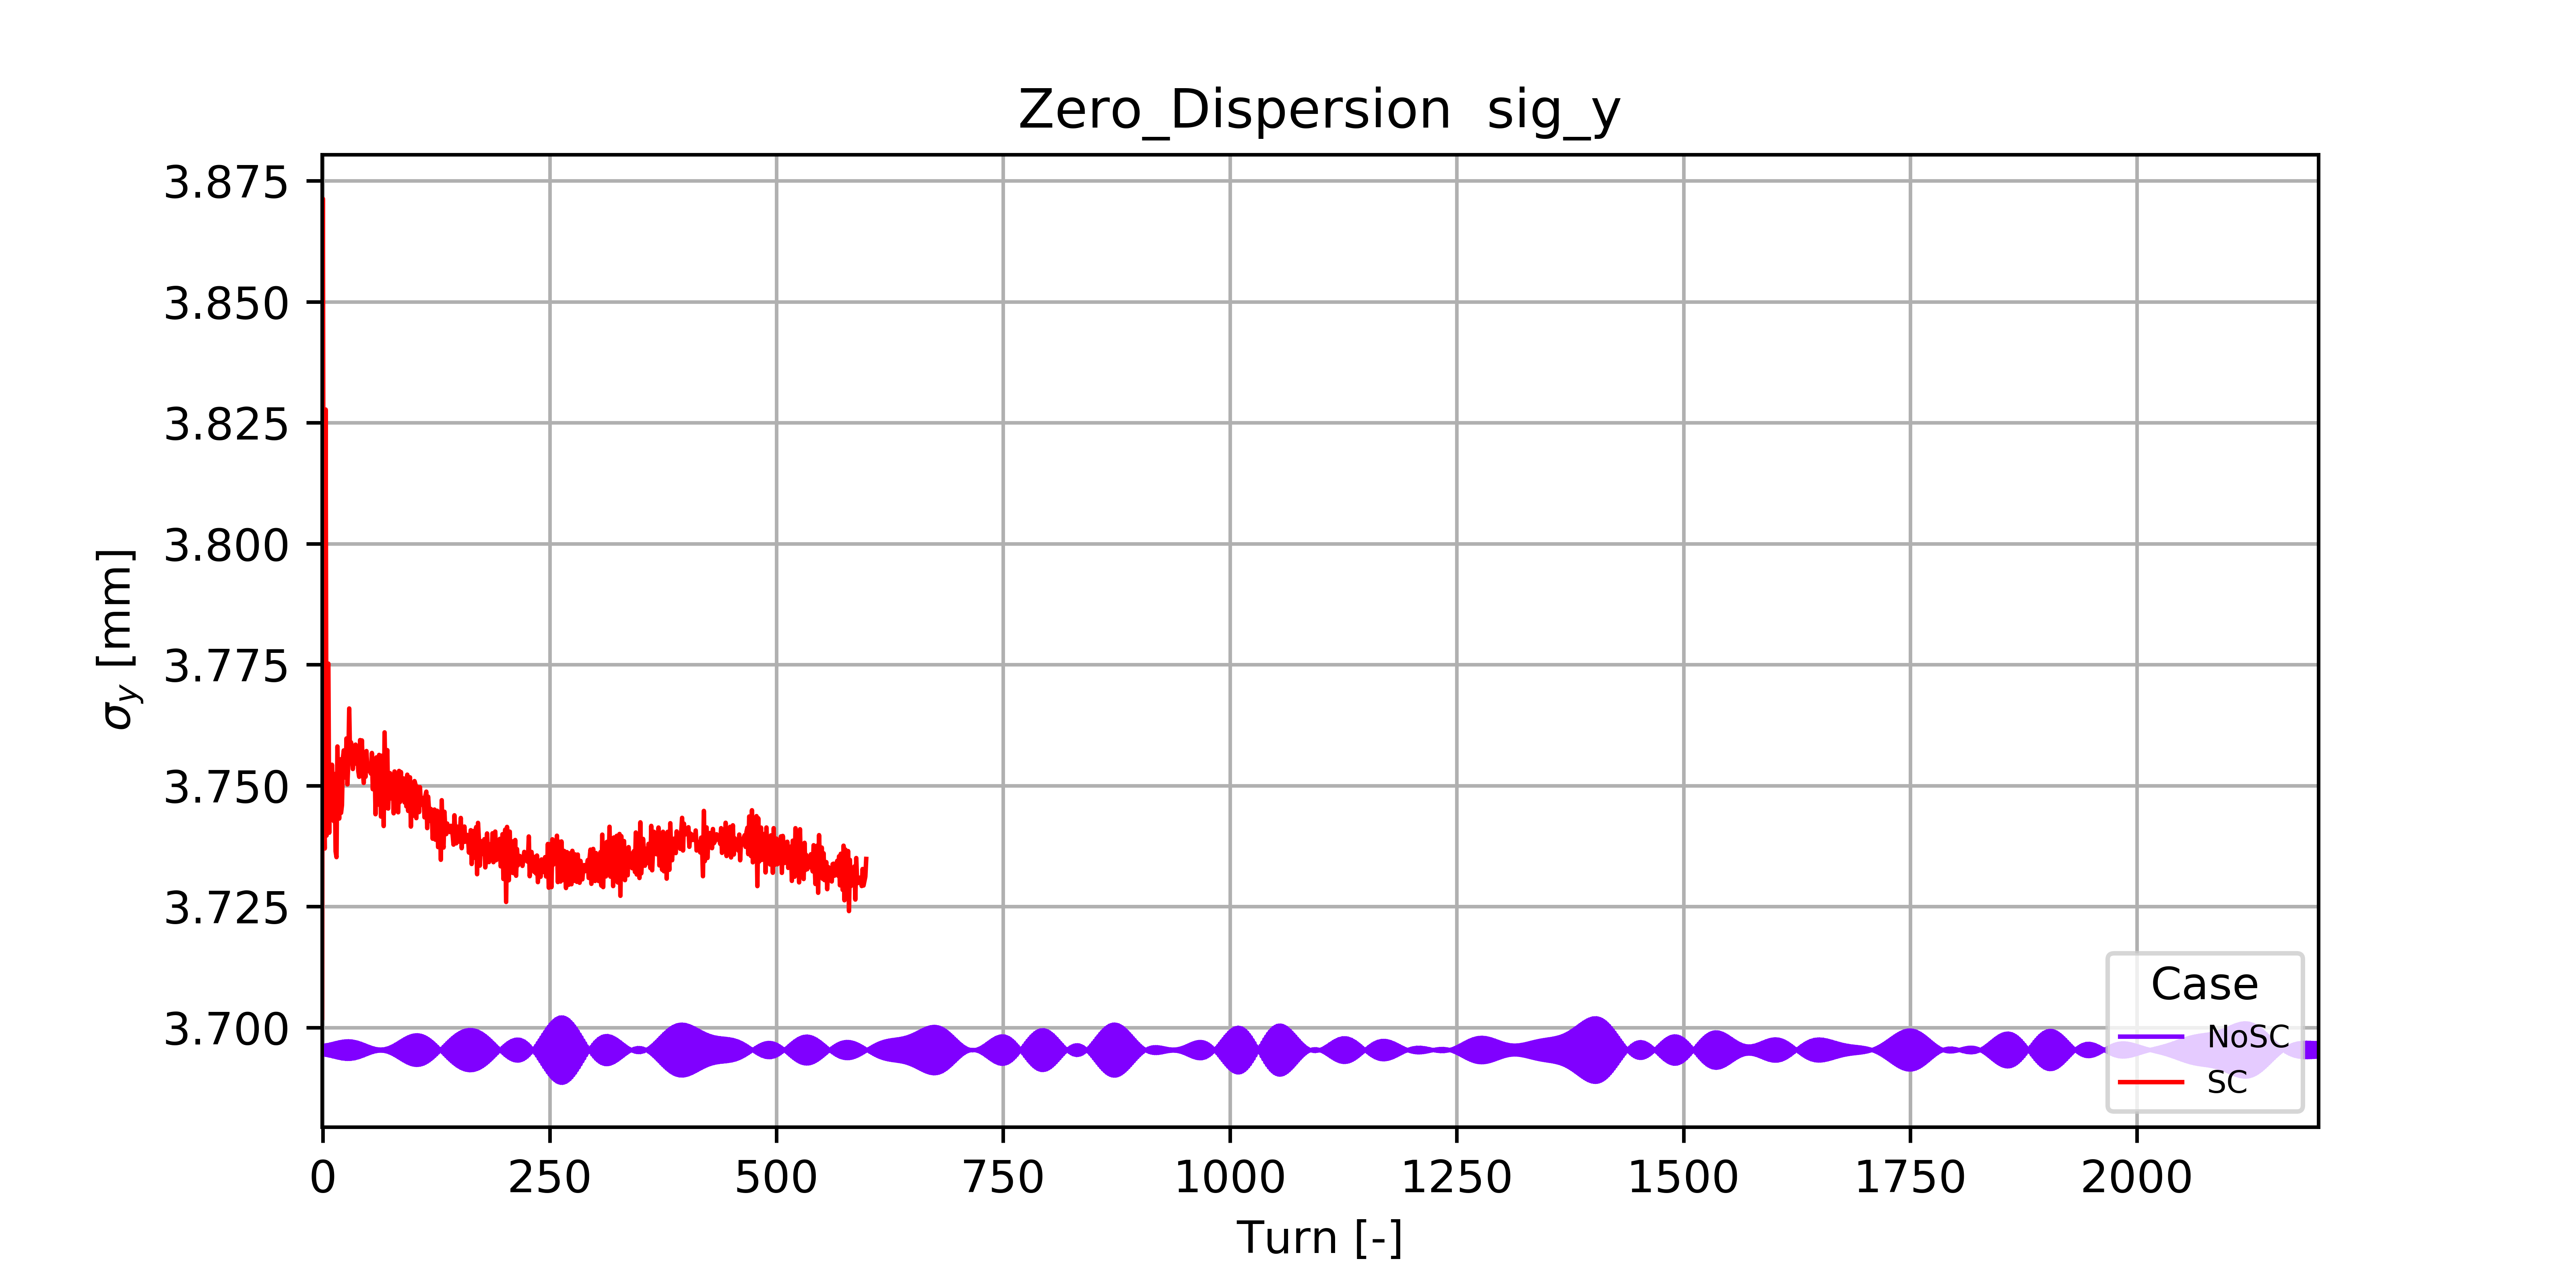 Zero_Dispersion  sig_y
σy [mm]
3.875
3.850
3.825
3.800
3.775
3.750
3.725
3.700
Case
NoSC
SC
0 250 500 750 1000 1250 1500 1750 2000
Turn [-]